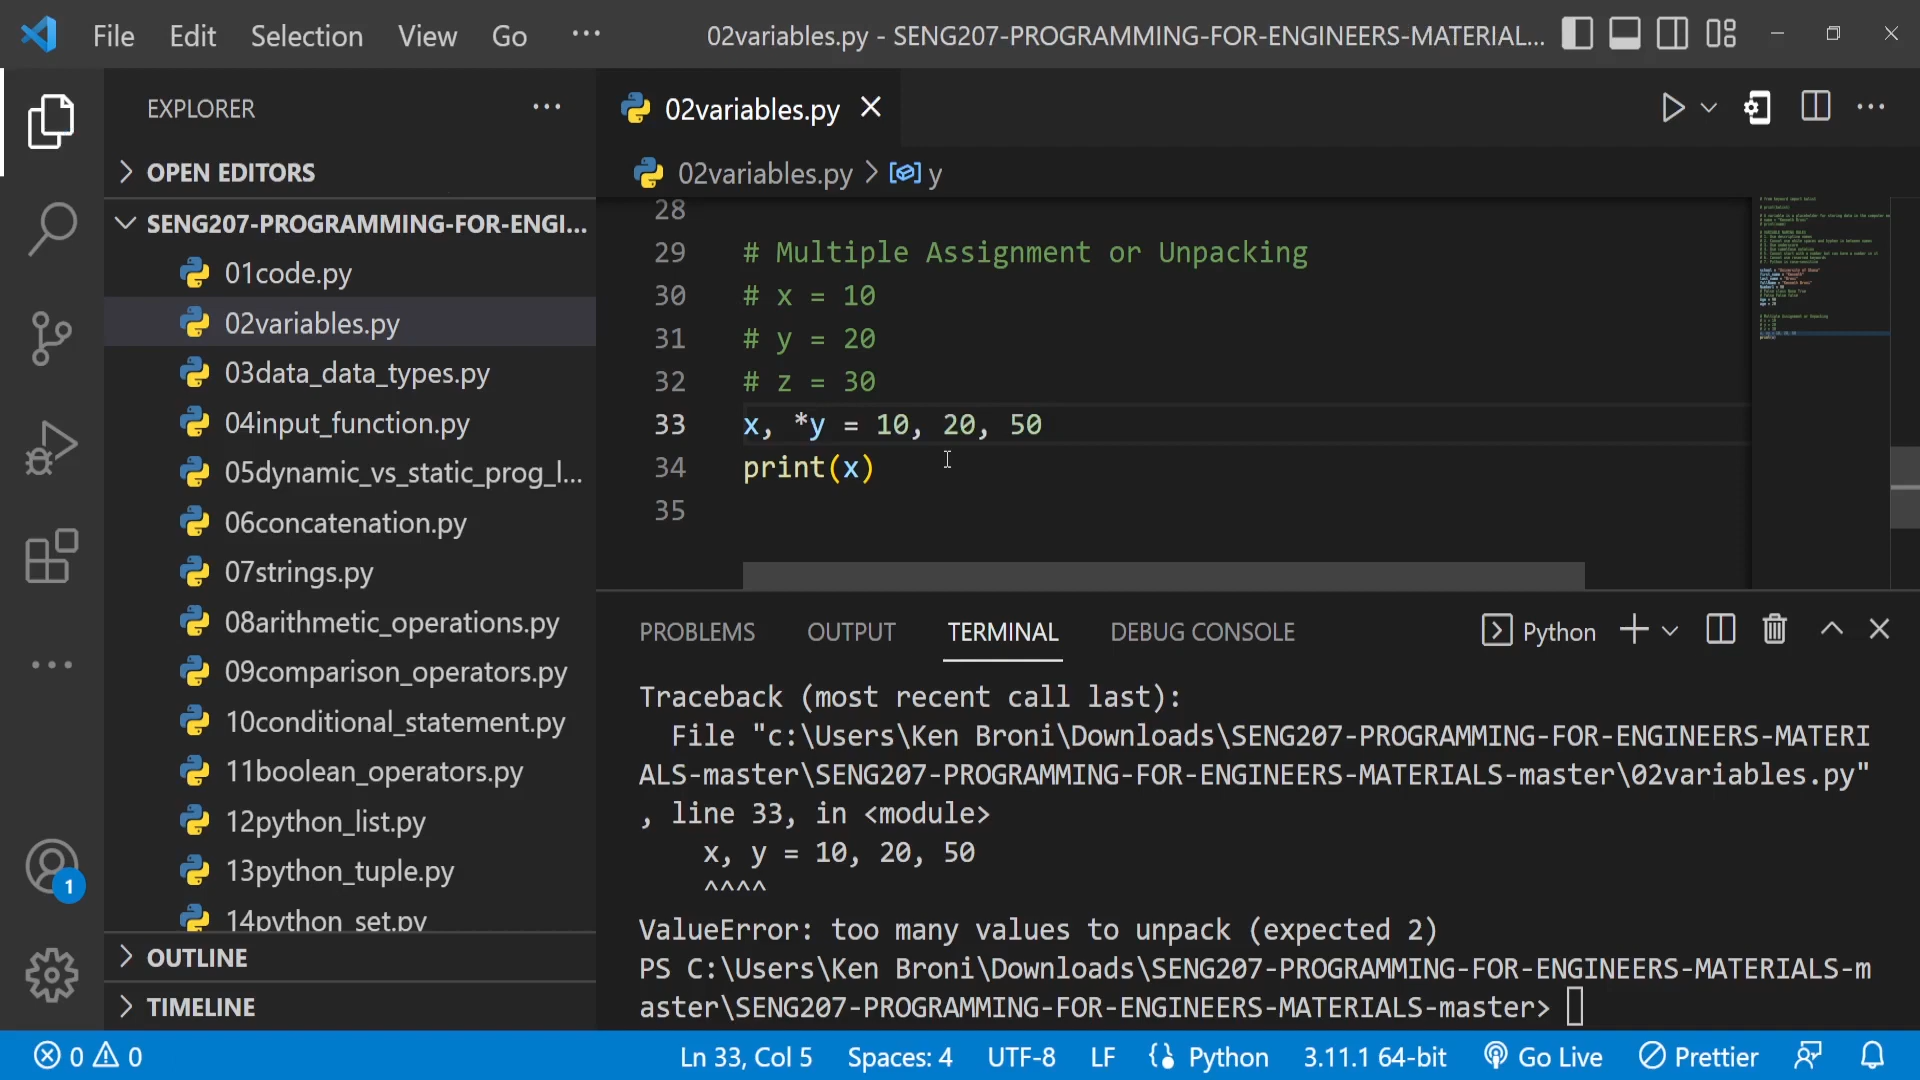 File Edit Selection View Go ··· 02variables.py - SENG207-PROGRAMMING-FOR-ENGINEERS-MATERIAL...
EXPLORER ···
OPEN EDITORS
SENG207-PROGRAMMING-FOR-ENGI...
01code.py
02variables.py
03data_data_types.py
04input_function.py
05dynamic_vs_static_prog_l...
06concatenation.py
07strings.py
08arithmetic_operations.py
09comparison_operators.py
10conditional_statement.py
11boolean_operators.py
12python_list.py
13python_tuple.py
14python_set.py
OUTLINE
TIMELINE
1
02variables.py
02variables.py > y
28
29 # Multiple Assignment or Unpacking
30 # x = 10
31 # y = 20
32 # z = 30
33 x, *y = 10, 20, 50
34 print(x)
35
PROBLEMS OUTPUT TERMINAL DEBUG CONSOLE Python
Traceback (most recent call last):
File "c:\Users\Ken Broni\Downloads\SENG207-PROGRAMMING-FOR-ENGINEERS-MATERI
ALS-master\SENG207-PROGRAMMING-FOR-ENGINEERS-MATERIALS-master\02variables.py"
, line 33, in <module>
x, y = 10, 20, 50
^^^^
ValueError: too many values to unpack (expected 2)
PS C:\Users\Ken Broni\Downloads\SENG207-PROGRAMMING-FOR-ENGINEERS-MATERIALS-m
aster\SENG207-PROGRAMMING-FOR-ENGINEERS-MATERIALS-master>
0 0 Ln 33, Col 5 Spaces: 4 UTF-8 LF Python 3.11.1 64-bit Go Live Prettier